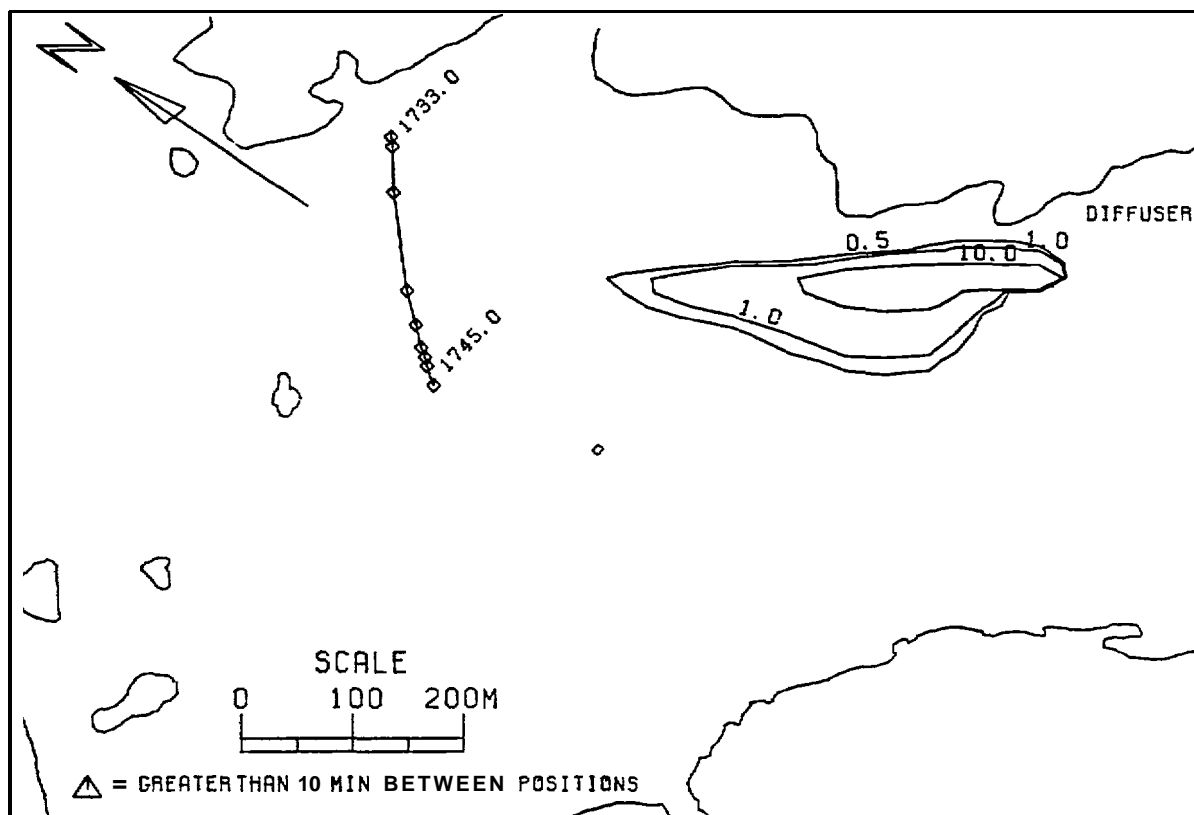 N
1733.0
DIFFUSER
0.5
1.0
10.0
1.0
1745.0
SCALE
0 100 200M
= GREATER THAN 10 MIN BETWEEN POSITIONS